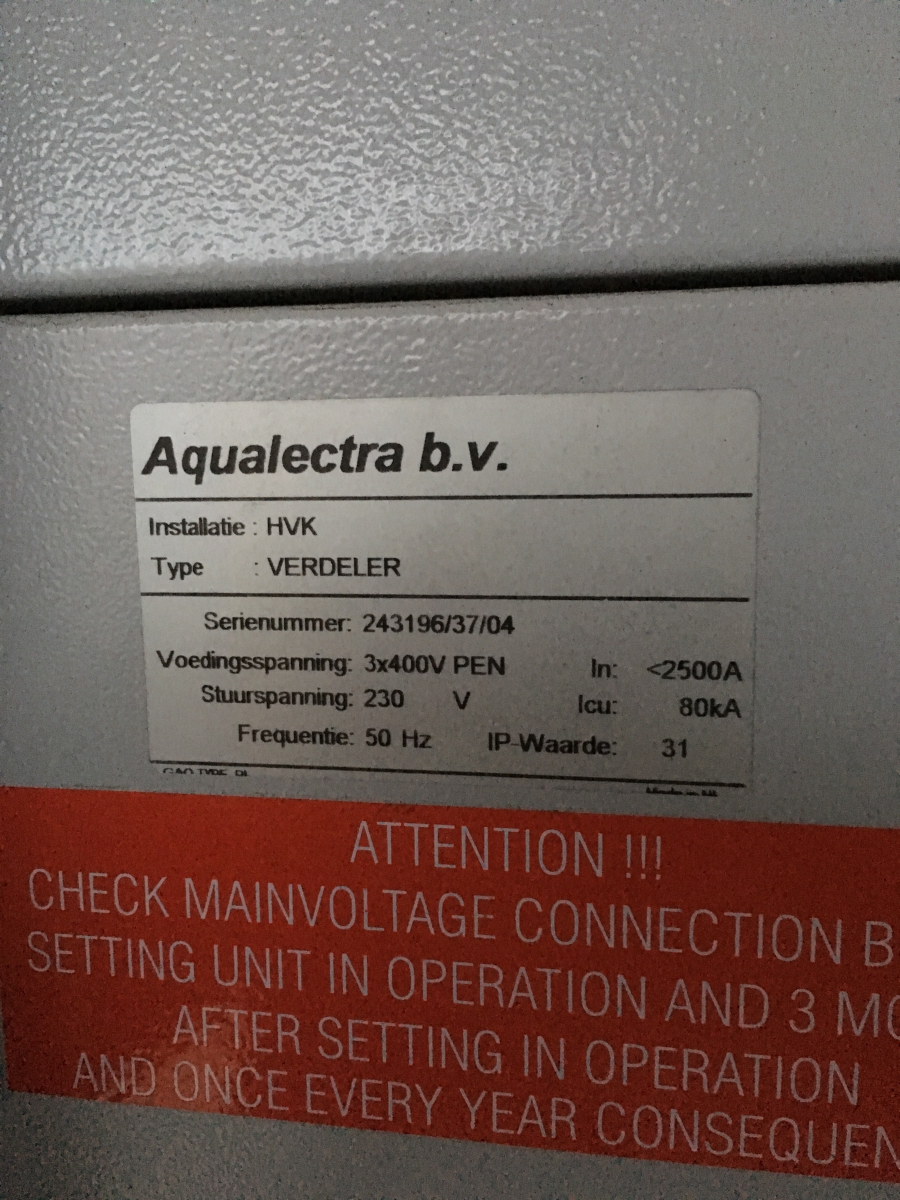 Aqualectra b.v.
Installatie : HVK
Type : VERDELER
Serienummer: 243196/37/04
Voedingsspanning: 3x400V PEN In: <2500A
Stuurspanning: 230 V Icu: 80kA
Frequentie: 50 Hz IP-Waarde: 31
ATTENTION !!!
CHECK MAINVOLTAGE CONNECTION B
SETTING UNIT IN OPERATION AND 3 MO
AFTER SETTING IN OPERATION
AND ONCE EVERY YEAR CONSEQUEN